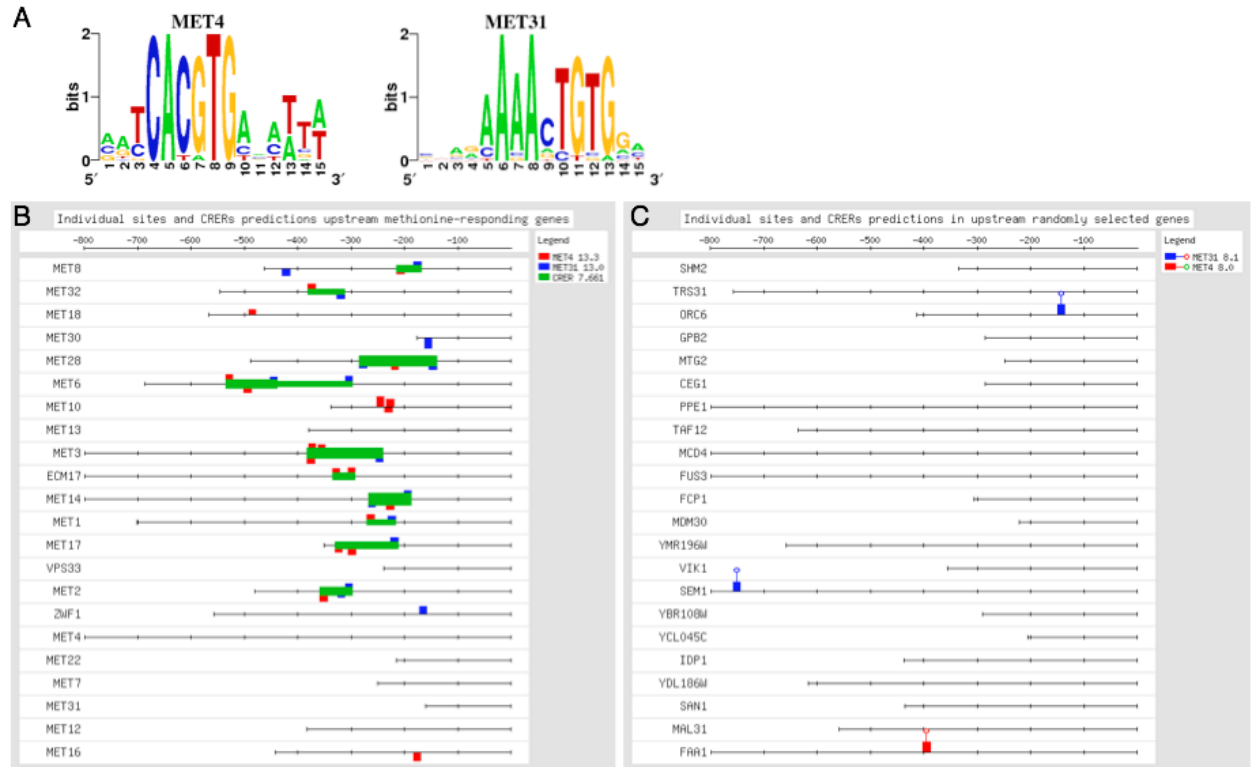 A
MET4
MET31
2
1
0
bits
1 2 3 4 5 6 7 8 9 10 11 12 13 14 15
5′
3′
2
1
0
bits
1 2 3 4 5 6 7 8 9 10 11 12 13 14 15
5′
3′
B
Individual sites and CRERs predictions upstream methionine-responding genes
-800 -700 -600 -500 -400 -300 -200 -100
Legend
MET4 13.3
MET31 13.0
CRER 7.661
MET8
MET32
MET18
MET30
MET28
MET6
MET10
MET13
MET3
ECM17
MET14
MET1
MET17
VPS33
MET2
ZWF1
MET4
MET22
MET7
MET31
MET12
MET16
C
Individual sites and CRERs predictions in upstream randomly selected genes
-800 -700 -600 -500 -400 -300 -200 -100
Legend
MET31 8.1
MET4 8.0
SHM2
TRS31
ORC6
GPB2
MTG2
CEG1
PPE1
TAF12
MCD4
FUS3
FCP1
MDM30
YMR196W
VIK1
SEM1
YBR108W
YCL045C
IDP1
YDL186W
SAN1
MAL31
FAA1